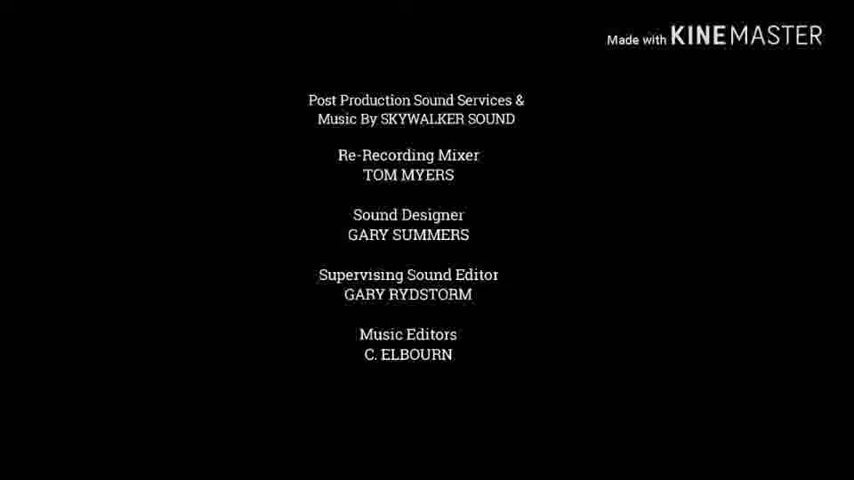 Made with KINEMASTER
Post Production Sound Services &
Music By SKYWALKER SOUND
Re-Recording Mixer
TOM MYERS
Sound Designer
GARY SUMMERS
Supervising Sound Editor
GARY RYDSTORM
Music Editors
C. ELBOURN